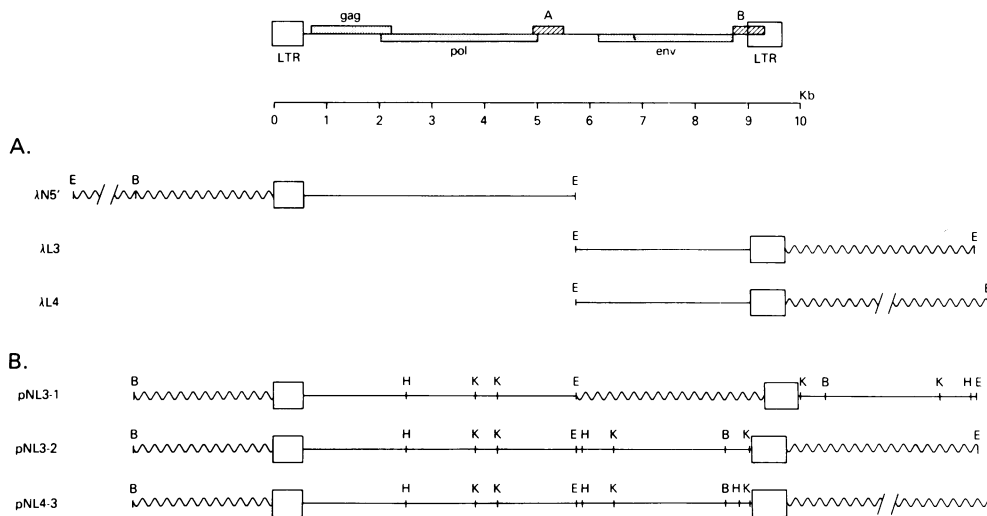 gag A B
LTR pol env LTR
Kb
0 1 2 3 4 5 6 7 8 9 10
A.
E B E
λN5'
E E
λL3
E E
λL4
B.
B H K K E K B K H E
pNL3-1
B H K K E H K B K E
pNL3-2
B H K K E H K B H K
pNL4-3